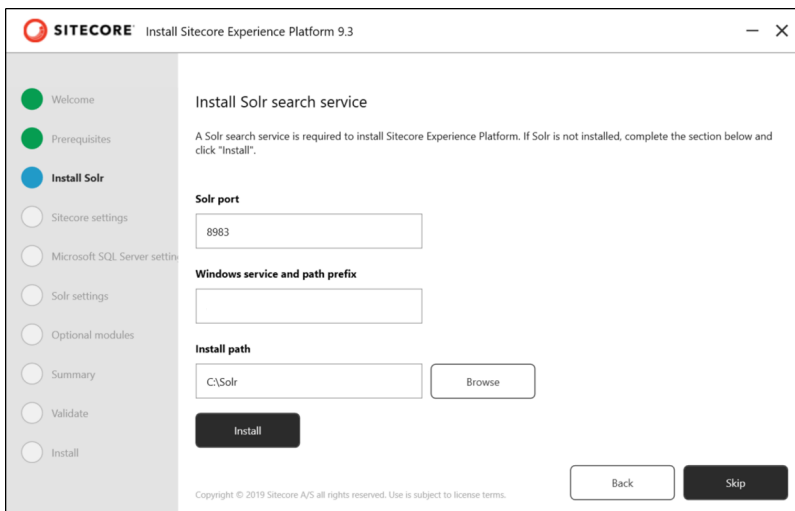 SITECORE Install Sitecore Experience Platform 9.3
Welcome
Prerequisites
Install Solr
Sitecore settings
Microsoft SQL Server settin
Solr settings
Optional modules
Summary
Validate
Install
Install Solr search service
A Solr search service is required to install Sitecore Experience Platform. If Solr is not installed, complete the section below and
click "Install".
Solr port
8983
Windows service and path prefix
Install path
C:\Solr
Browse
Install
Back
Skip
Copyright © 2019 Sitecore A/S all rights reserved. Use is subject to license terms.